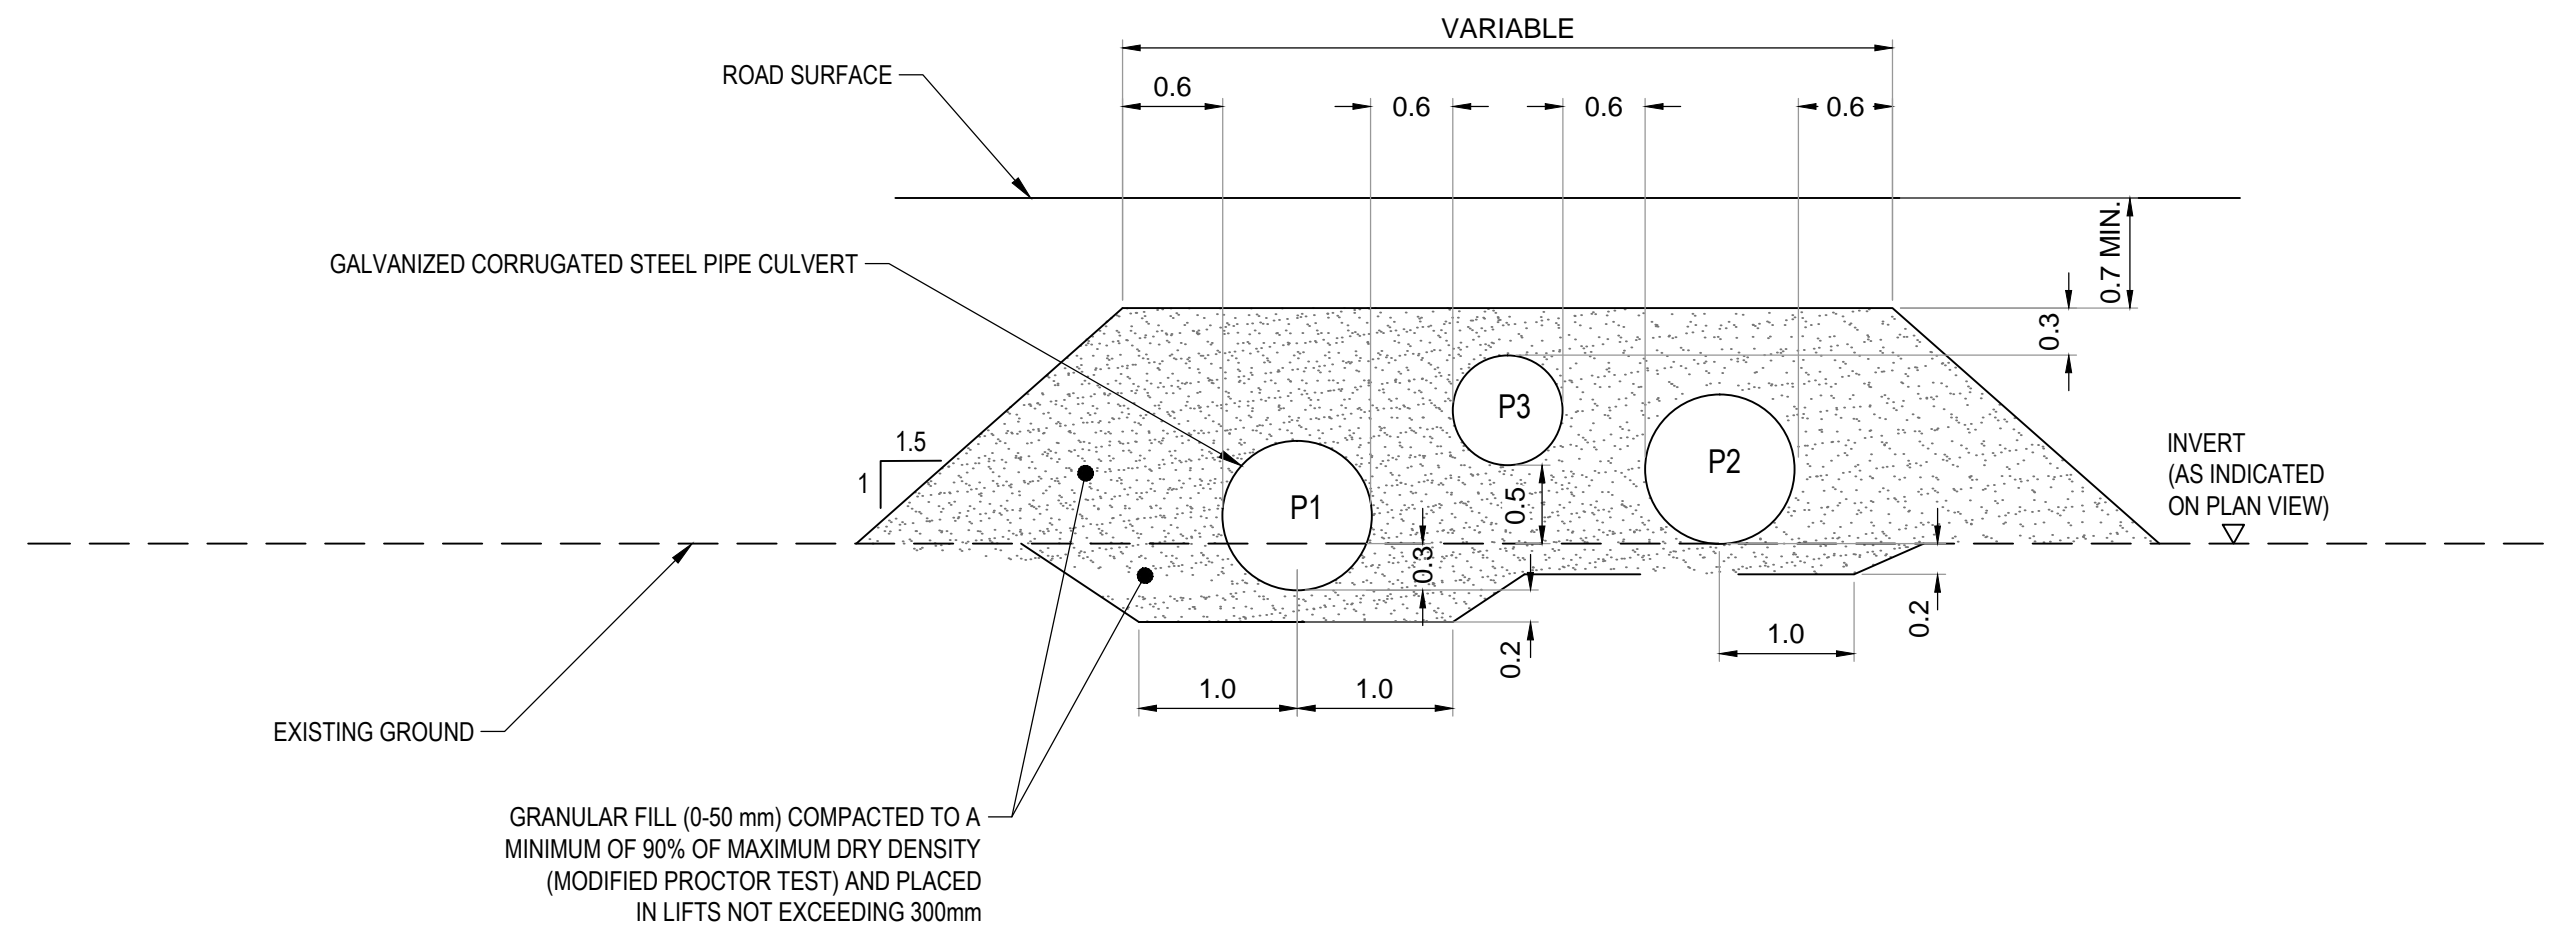 VARIABLE
ROAD SURFACE
0.6
0.6
0.6
0.6
0.7 MIN.
GALVANIZED CORRUGATED STEEL PIPE CULVERT
0.3
P3
1.5
1
P2
INVERT
(AS INDICATED
ON PLAN VIEW)
P1
0.5
0.3
0.2
0.2
1.0
1.0
1.0
EXISTING GROUND
GRANULAR FILL (0-50 mm) COMPACTED TO A
MINIMUM OF 90% OF MAXIMUM DRY DENSITY
(MODIFIED PROCTOR TEST) AND PLACED
IN LIFTS NOT EXCEEDING 300mm